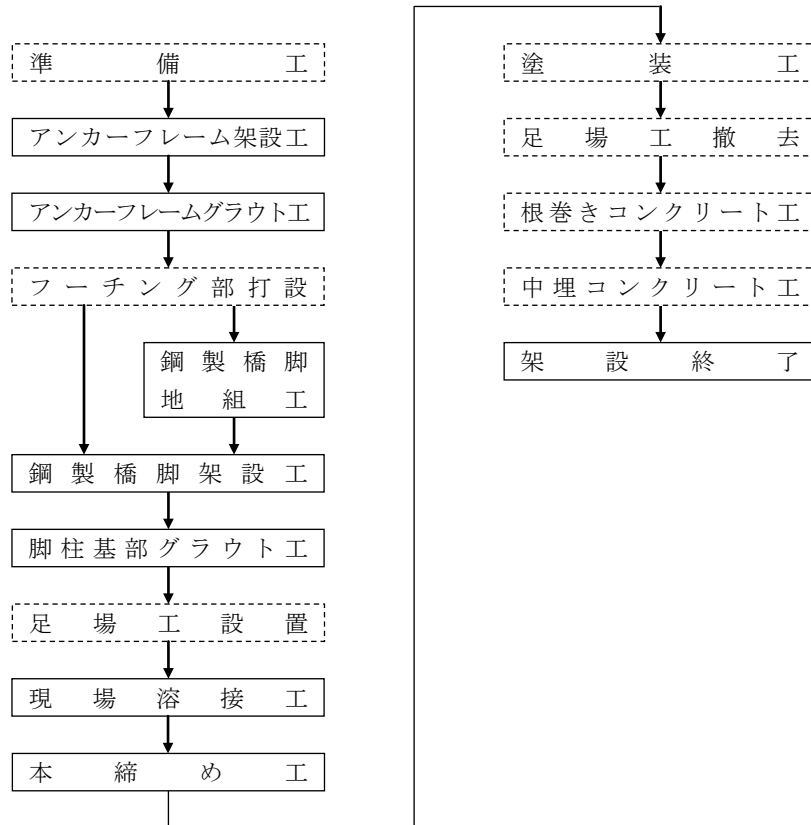 準備工
アンカーフレーム架設工
アンカーフレームグラウト工
フーチング部打設
鋼製橋脚
地組工
鋼製橋脚架設工
脚柱基部グラウト工
足場工設置
現場溶接工
本締め工
塗装工
足場工撤去
根巻きコンクリート工
中埋コンクリート工
架設終了